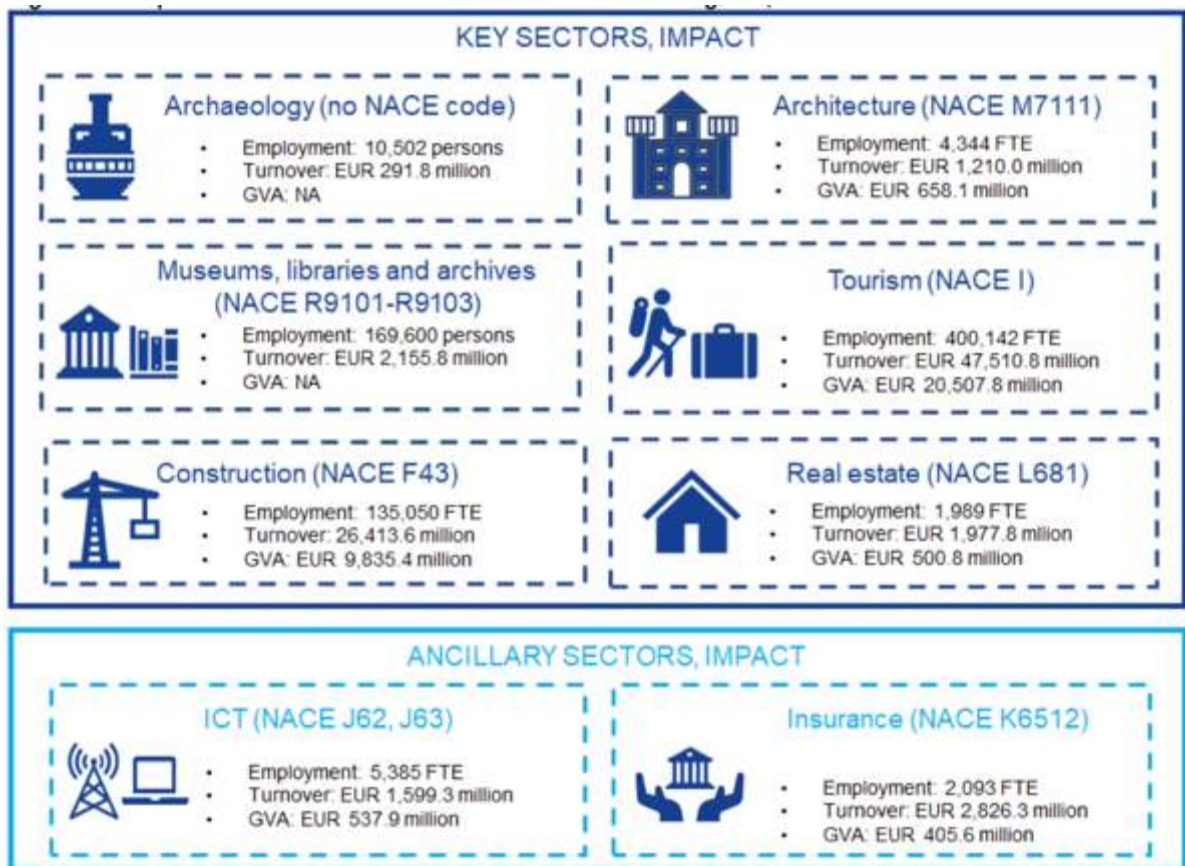 KEY SECTORS, IMPACT
Archaeology (no NACE code)
• Employment: 10,502 persons
• Turnover: EUR 291.8 million
• GVA: NA
Architecture (NACE M7111)
• Employment: 4,344 FTE
• Turnover: EUR 1,210.0 million
• GVA: EUR 658.1 million
Museums, libraries and archives
(NACE R9101-R9103)
• Employment: 169,600 persons
• Turnover: EUR 2,155.8 million
• GVA: NA
Tourism (NACE I)
• Employment: 400,142 FTE
• Turnover: EUR 47,510.8 million
• GVA: EUR 20,507.8 million
Construction (NACE F43)
• Employment: 135,050 FTE
• Turnover: 26,413.6 million
• GVA: EUR 9,835.4 million
Real estate (NACE L681)
• Employment: 1,989 FTE
• Turnover: EUR 1,977.8 mllion
• GVA: EUR 500.8 million
ANCILLARY SECTORS, IMPACT
ICT (NACE J62, J63)
• Employment: 5,385 FTE
• Turnover: EUR 1,599.3 million
• GVA: EUR 537.9 million
Insurance (NACE K6512)
• Employment: 2,093 FTE
• Turnover: EUR 2,826.3 million
• GVA: EUR 405.6 million